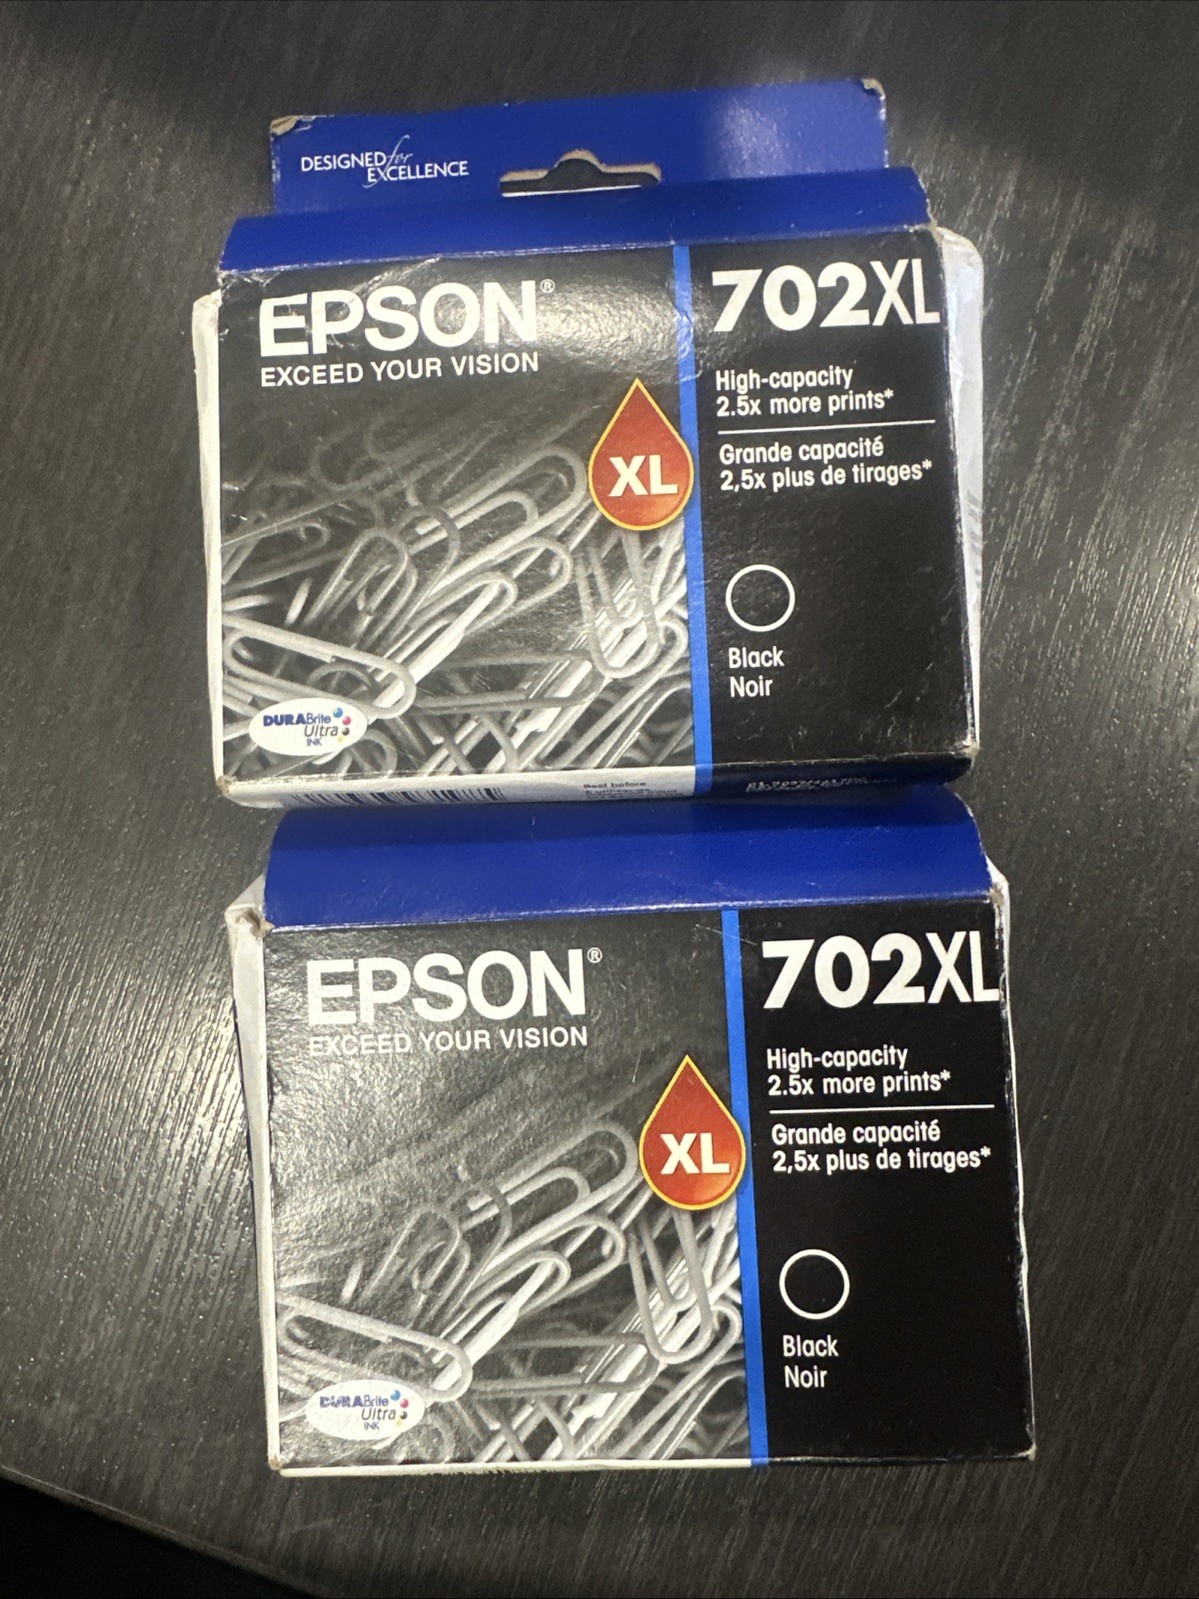 DESIGNED for
EXCELLENCE
EPSON®
EXCEED YOUR VISION
702XL
High-capacity
2.5x more prints*
Grande capacité
2,5x plus de tirages*
XL
Black
Noir
DURABrite
Ultra
INK
Best before
EPSON®
EXCEED YOUR VISION
702XL
High-capacity
2.5x more prints*
Grande capacité
2,5x plus de tirages*
XL
Black
Noir
DURABrite
Ultra
INK